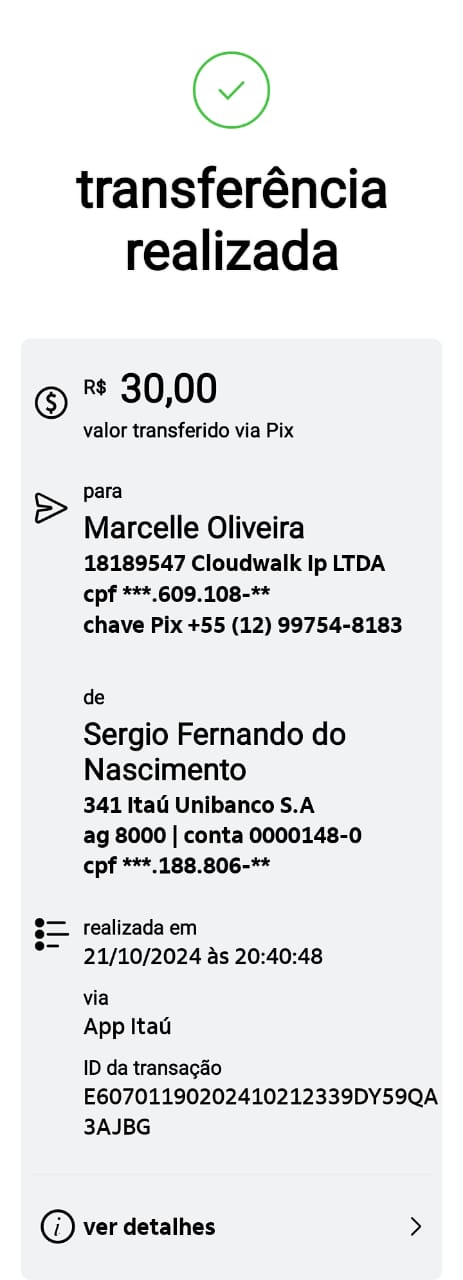 transferência
realizada
R$ 30,00
valor transferido via Pix
para
Marcelle Oliveira
18189547 Cloudwalk Ip LTDA
cpf ***.609.108-**
chave Pix +55 (12) 99754-8183
de
Sergio Fernando do
Nascimento
341 Itaú Unibanco S.A
ag 8000 | conta 0000148-0
cpf ***.188.806-**
realizada em
21/10/2024 às 20:40:48
via
App Itaú
ID da transação
E60701190202410212339DY59QA
3AJBG
ver detalhes